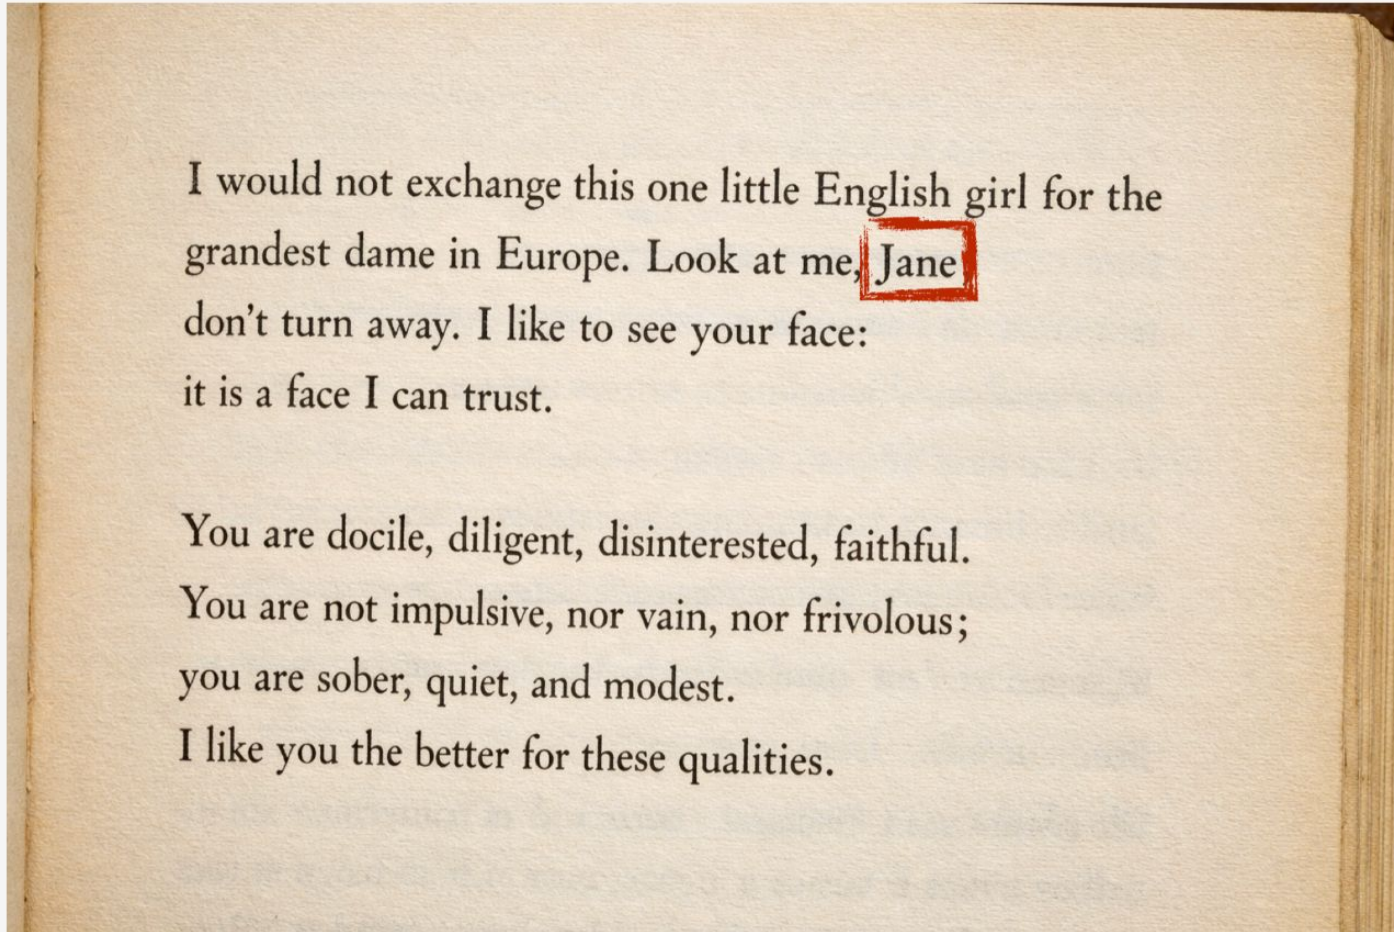 I would not exchange this one little English girl for the
grandest dame in Europe. Look at me, Jane
don't turn away. I like to see your face:
it is a face I can trust.
You are docile, diligent, disinterested, faithful.
You are not impulsive, nor vain, nor frivolous;
you are sober, quiet, and modest.
I like you the better for these qualities.